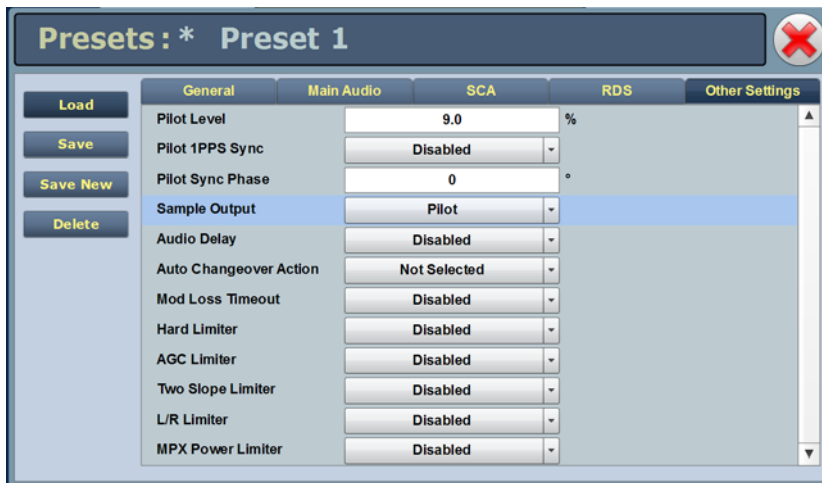 Presets:* Preset 1
General Main Audio SCA RDS Other Settings
Load
Save
Save New
Delete
Pilot Level 9.0 %
Pilot 1PPS Sync Disabled
Pilot Sync Phase 0 °
Sample Output Pilot
Audio Delay Disabled
Auto Changeover Action Not Selected
Mod Loss Timeout Disabled
Hard Limiter Disabled
AGC Limiter Disabled
Two Slope Limiter Disabled
L/R Limiter Disabled
MPX Power Limiter Disabled